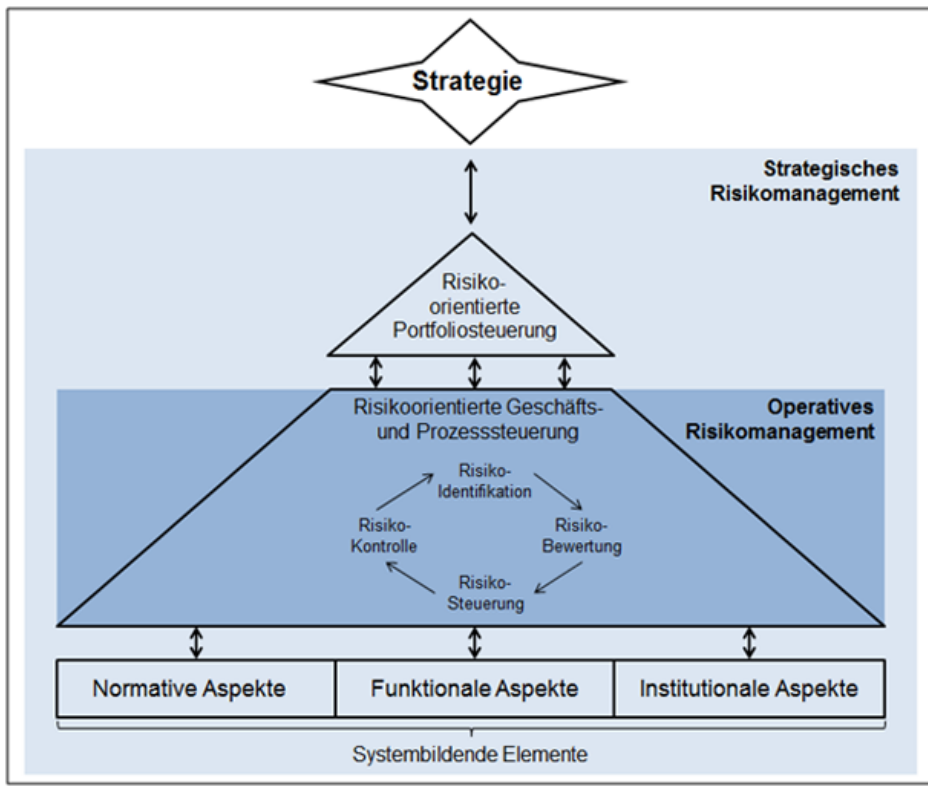 Strategie
Strategisches
Risikomanagement
Risiko-
orientierte
Portfoliosteuerung
Risikoorientierte Geschäfts-
und Prozesssteuerung
Operatives
Risikomanagement
Risiko-
Identifikation
Risiko-
Bewertung
Risiko-
Steuerung
Risiko-
Kontrolle
Normative Aspekte
Funktionale Aspekte
Institutionale Aspekte
Systembildende Elemente